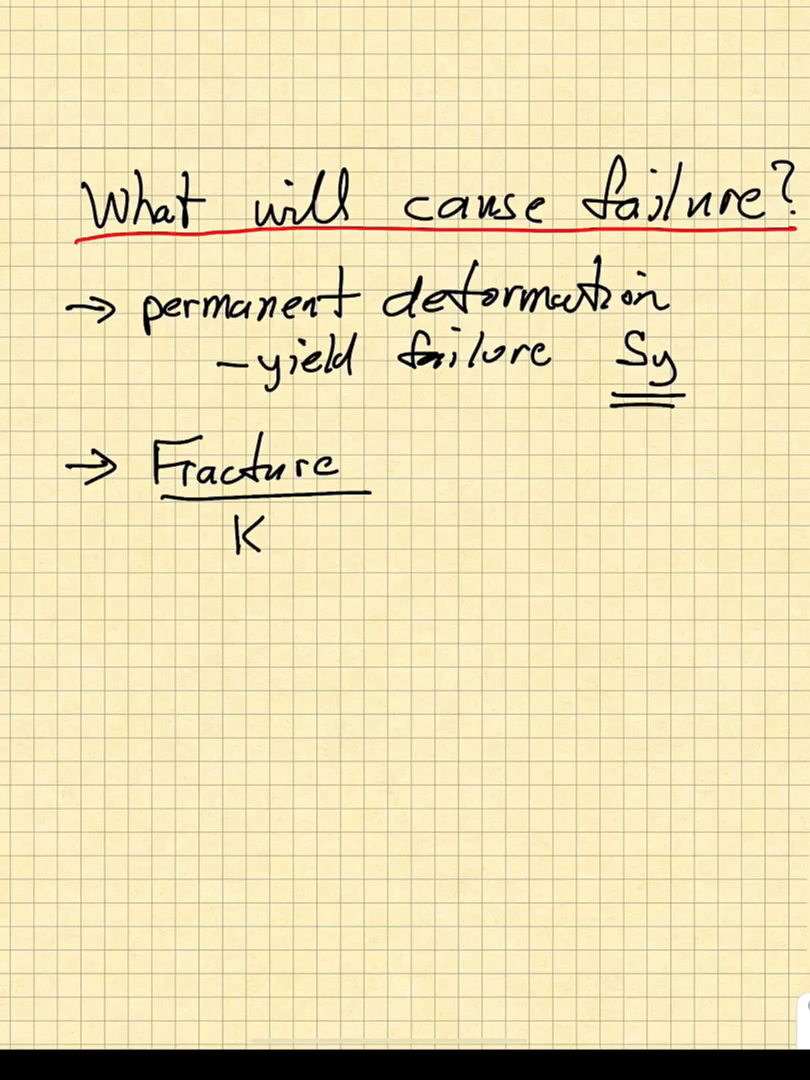 What will cause failure?
→ permanent deformation
- yield failure Sy
→ Fracture
K